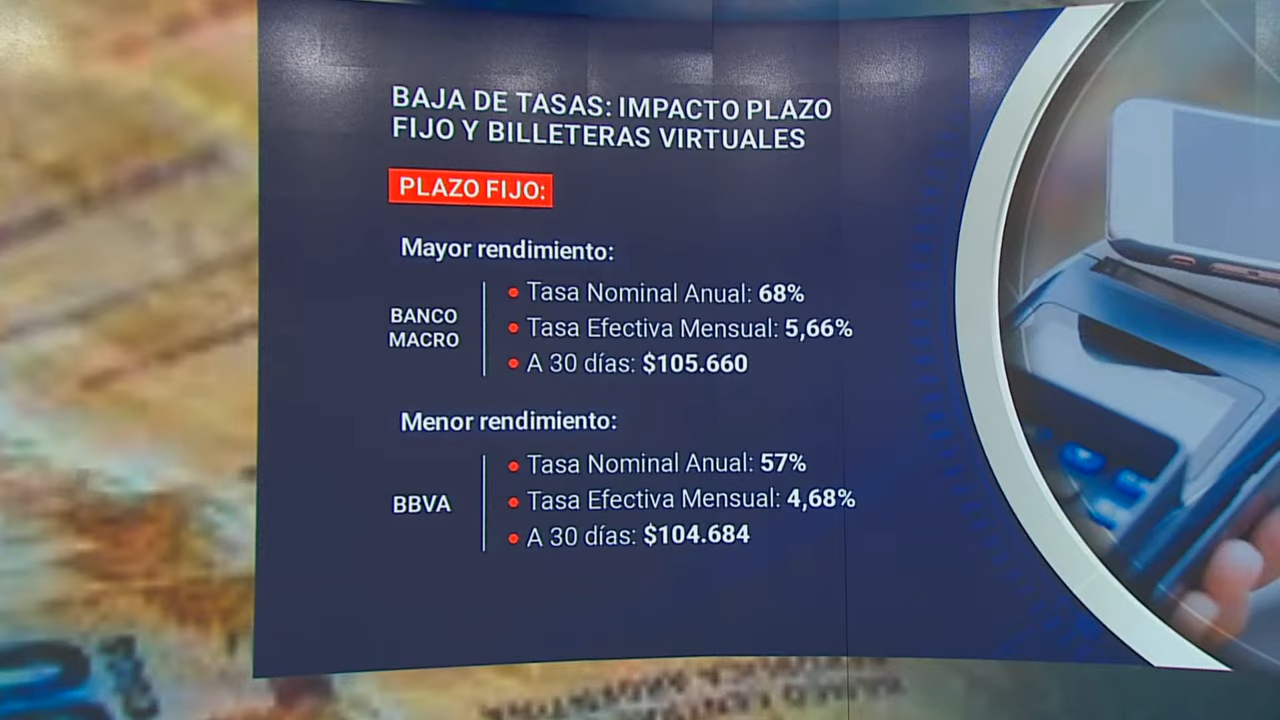 BAJA DE TASAS: IMPACTO PLAZO
FIJO Y BILLETERAS VIRTUALES
PLAZO FIJO:
Mayor rendimiento:
BANCO
MACRO
• Tasa Nominal Anual: 68%
• Tasa Efectiva Mensual: 5,66%
• A 30 días: $105.660
Menor rendimiento:
BBVA
• Tasa Nominal Anual: 57%
• Tasa Efectiva Mensual: 4,68%
• A 30 días: $104.684